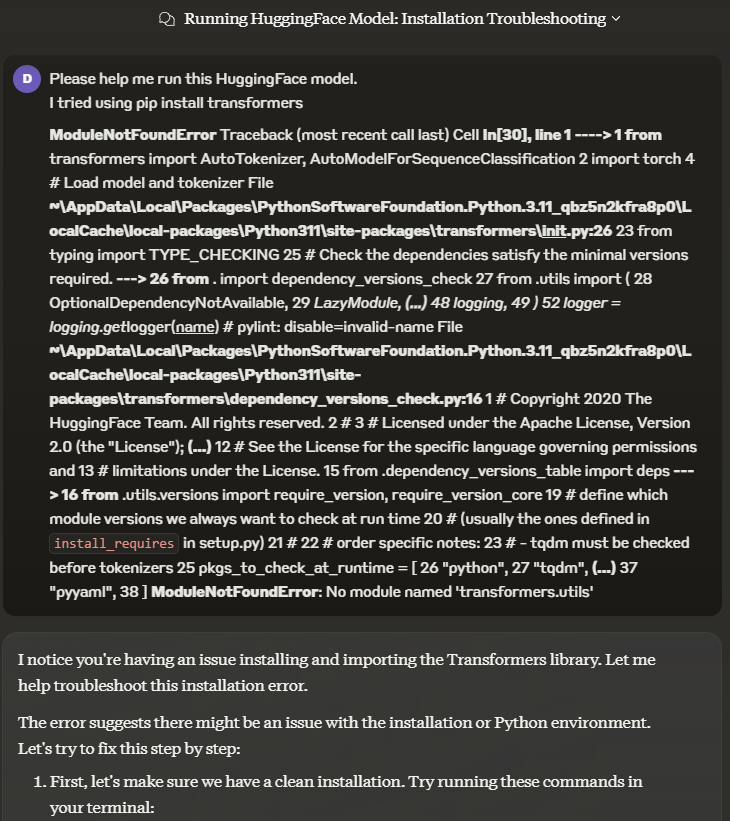 Running HuggingFace Model: Installation Troubleshooting
D
Please help me run this HuggingFace model.
I tried using pip install transformers
ModuleNotFoundError Traceback (most recent call last) Cell In[30], line 1 ----> 1 from
transformers import AutoTokenizer, AutoModelForSequenceClassification 2 import torch 4
# Load model and tokenizer File
~\AppData\Local\Packages\PythonSoftwareFoundation.Python.3.11_qbz5n2kfra8p0\L
ocalCache\local-packages\Python311\site-packages\transformers\init.py:26 23 from
typing import TYPE_CHECKING 25 # Check the dependencies satisfy the minimal versions
required. ---> 26 from . import dependency_versions_check 27 from .utils import ( 28
OptionalDependencyNotAvailable, 29 LazyModule, (...) 48 logging, 49 ) 52 logger =
logging.getlogger(name) # pylint: disable=invalid-name File
~\AppData\Local\Packages\PythonSoftwareFoundation.Python.3.11_qbz5n2kfra8p0\L
ocalCache\local-packages\Python311\site-
packages\transformers\dependency_versions_check.py:16 1 # Copyright 2020 The
HuggingFace Team. All rights reserved. 2 # 3 # Licensed under the Apache License, Version
2.0 (the "License"); (...) 12 # See the License for the specific language governing permissions
and 13 # limitations under the License. 15 from .dependency_versions_table import deps ---
> 16 from .utils.versions import require_version, require_version_core 19 # define which
module versions we always want to check at run time 20 # (usually the ones defined in
install_requires in setup.py) 21 # 22 # order specific notes: 23 # - tqdm must be checked
before tokenizers 25 pkgs_to_check_at_runtime = [ 26 "python", 27 "tqdm", (...) 37
"pyyaml", 38 ] ModuleNotFoundError: No module named 'transformers.utils'
I notice you're having an issue installing and importing the Transformers library. Let me
help troubleshoot this installation error.
The error suggests there might be an issue with the installation or Python environment.
Let's try to fix this step by step:
1. First, let's make sure we have a clean installation. Try running these commands in
your terminal: